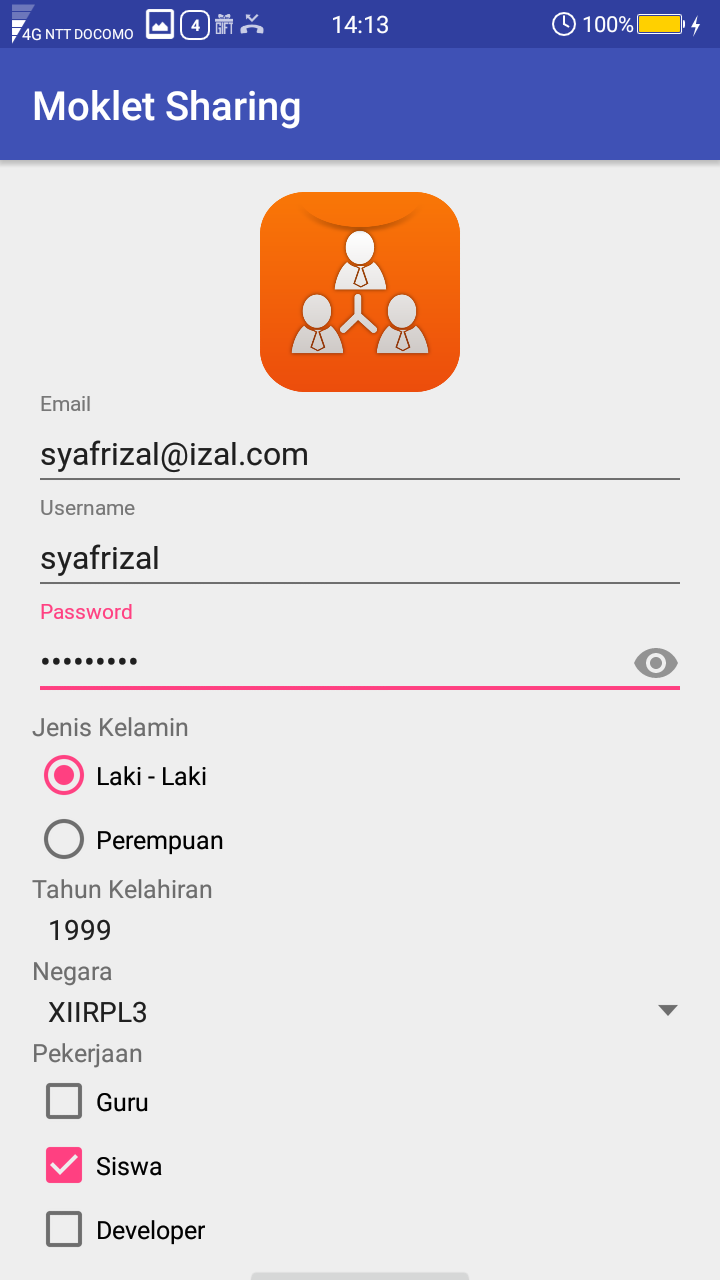 4G NTT DOCOMO 4 GIFT 14:13 100%
Moklet Sharing
Email
syafrizal@izal.com
Username
syafrizal
Password
•••••••••
Jenis Kelamin
Laki - Laki
Perempuan
Tahun Kelahiran
1999
Negara
XIIRPL3
Pekerjaan
Guru
Siswa
Developer